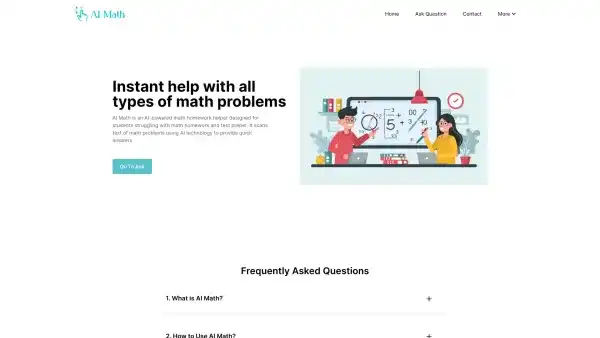 AI Math
Home
Ask Question
Contact
More
Instant help with all
types of math problems
AI Math is an AI-powered math homework helper designed for
students struggling with math homework and test paper. It scans
text of math problems using AI technology to provide quick
answers
Go To Ask
Frequently Asked Questions
1. What is AI Math?
2. How to Use AI Math?